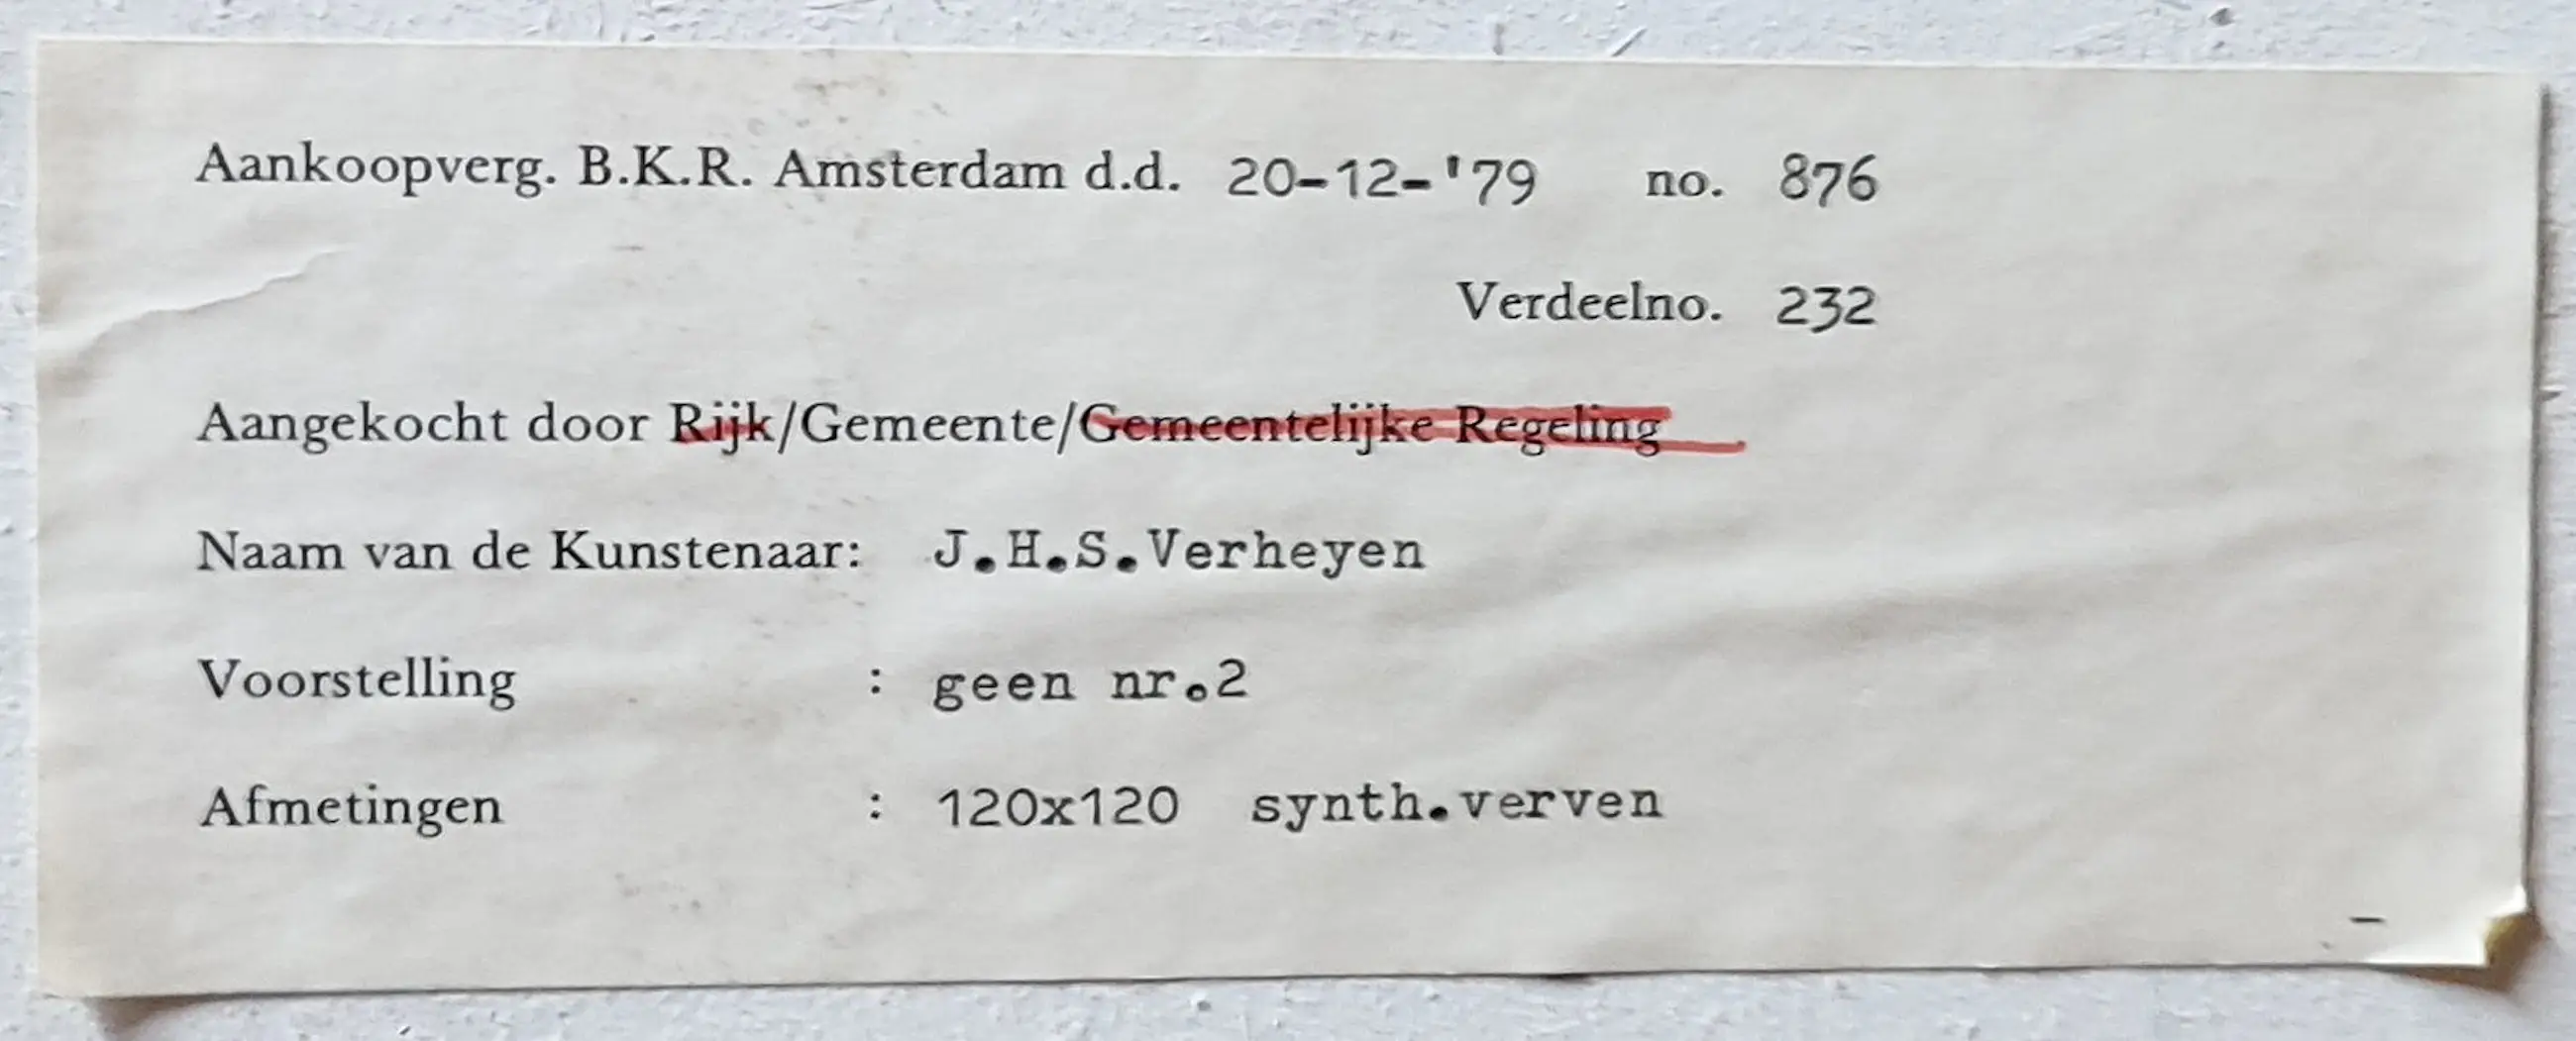 Aankoopverg. B.K.R. Amsterdam d.d. 20-12-'79 no. 876
Verdeelno. 232
Aangekocht door Rijk/Gemeente/Gemeentelijke Regeling
Naam van de Kunstenaar: J.H.S.Verheyen
Voorstelling : geen nr.2
Afmetingen : 120x120 synth.verven